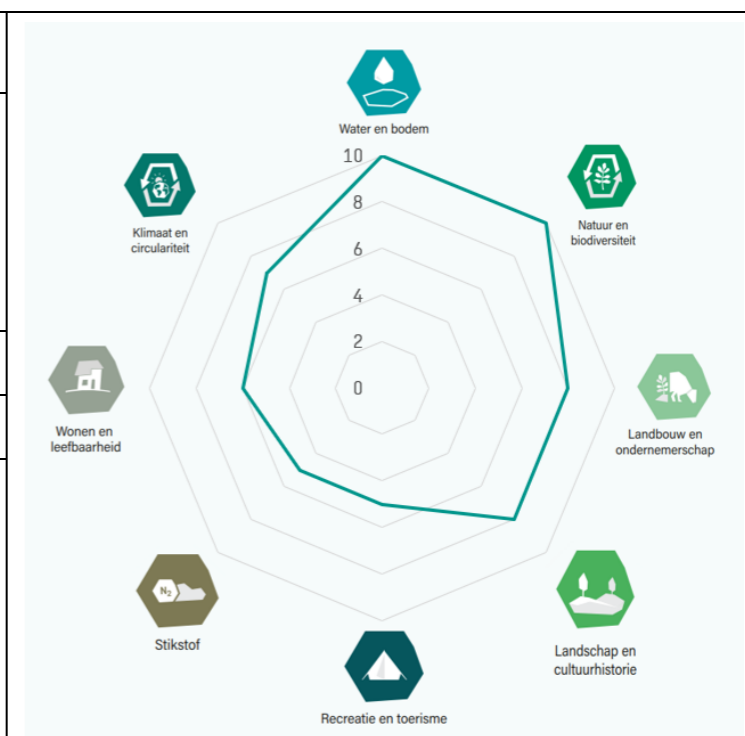 Water en bodem
10
8
6
4
2
0
Natuur en
biodiversiteit
Klimaat en
circulariteit
Landbouw en
ondernemerschap
Wonen en
leefbaarheid
N₂
Stikstof
Landschap en
cultuurhistorie
Recreatie en toerisme